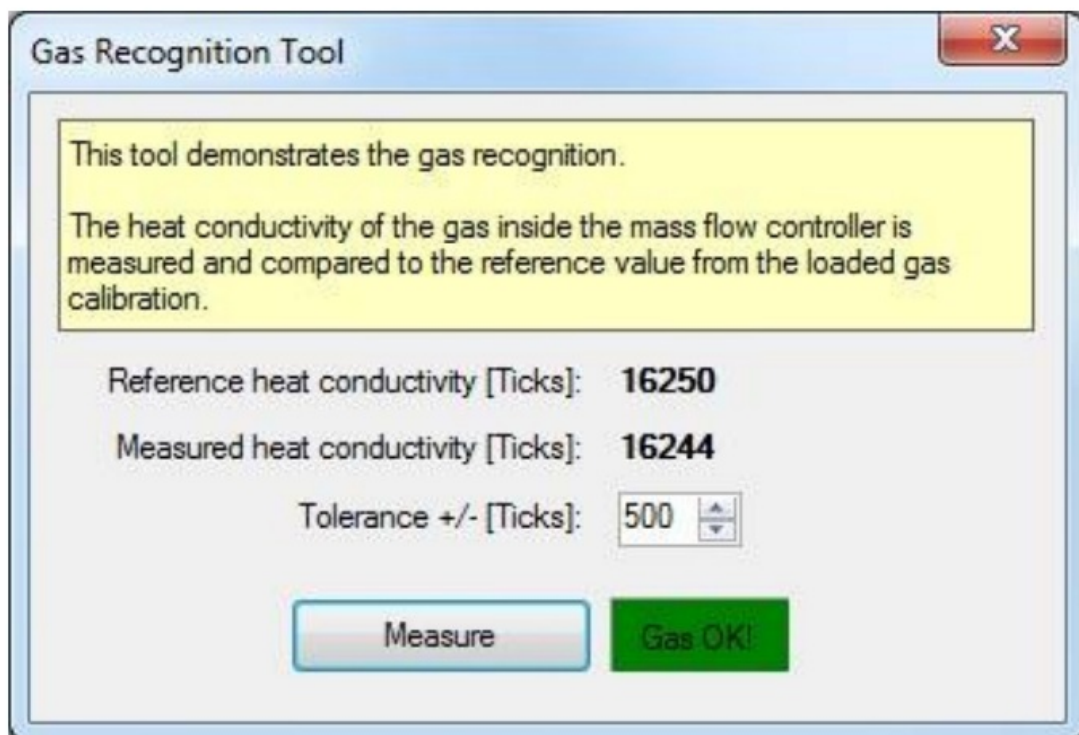 Gas Recognition Tool
This tool demonstrates the gas recognition.
The heat conductivity of the gas inside the mass flow controller is
measured and compared to the reference value from the loaded gas
calibration.
Reference heat conductivity [Ticks]: 16250
Measured heat conductivity [Ticks]: 16244
Tolerance +/- [Ticks]: 500
Measure Gas OK!